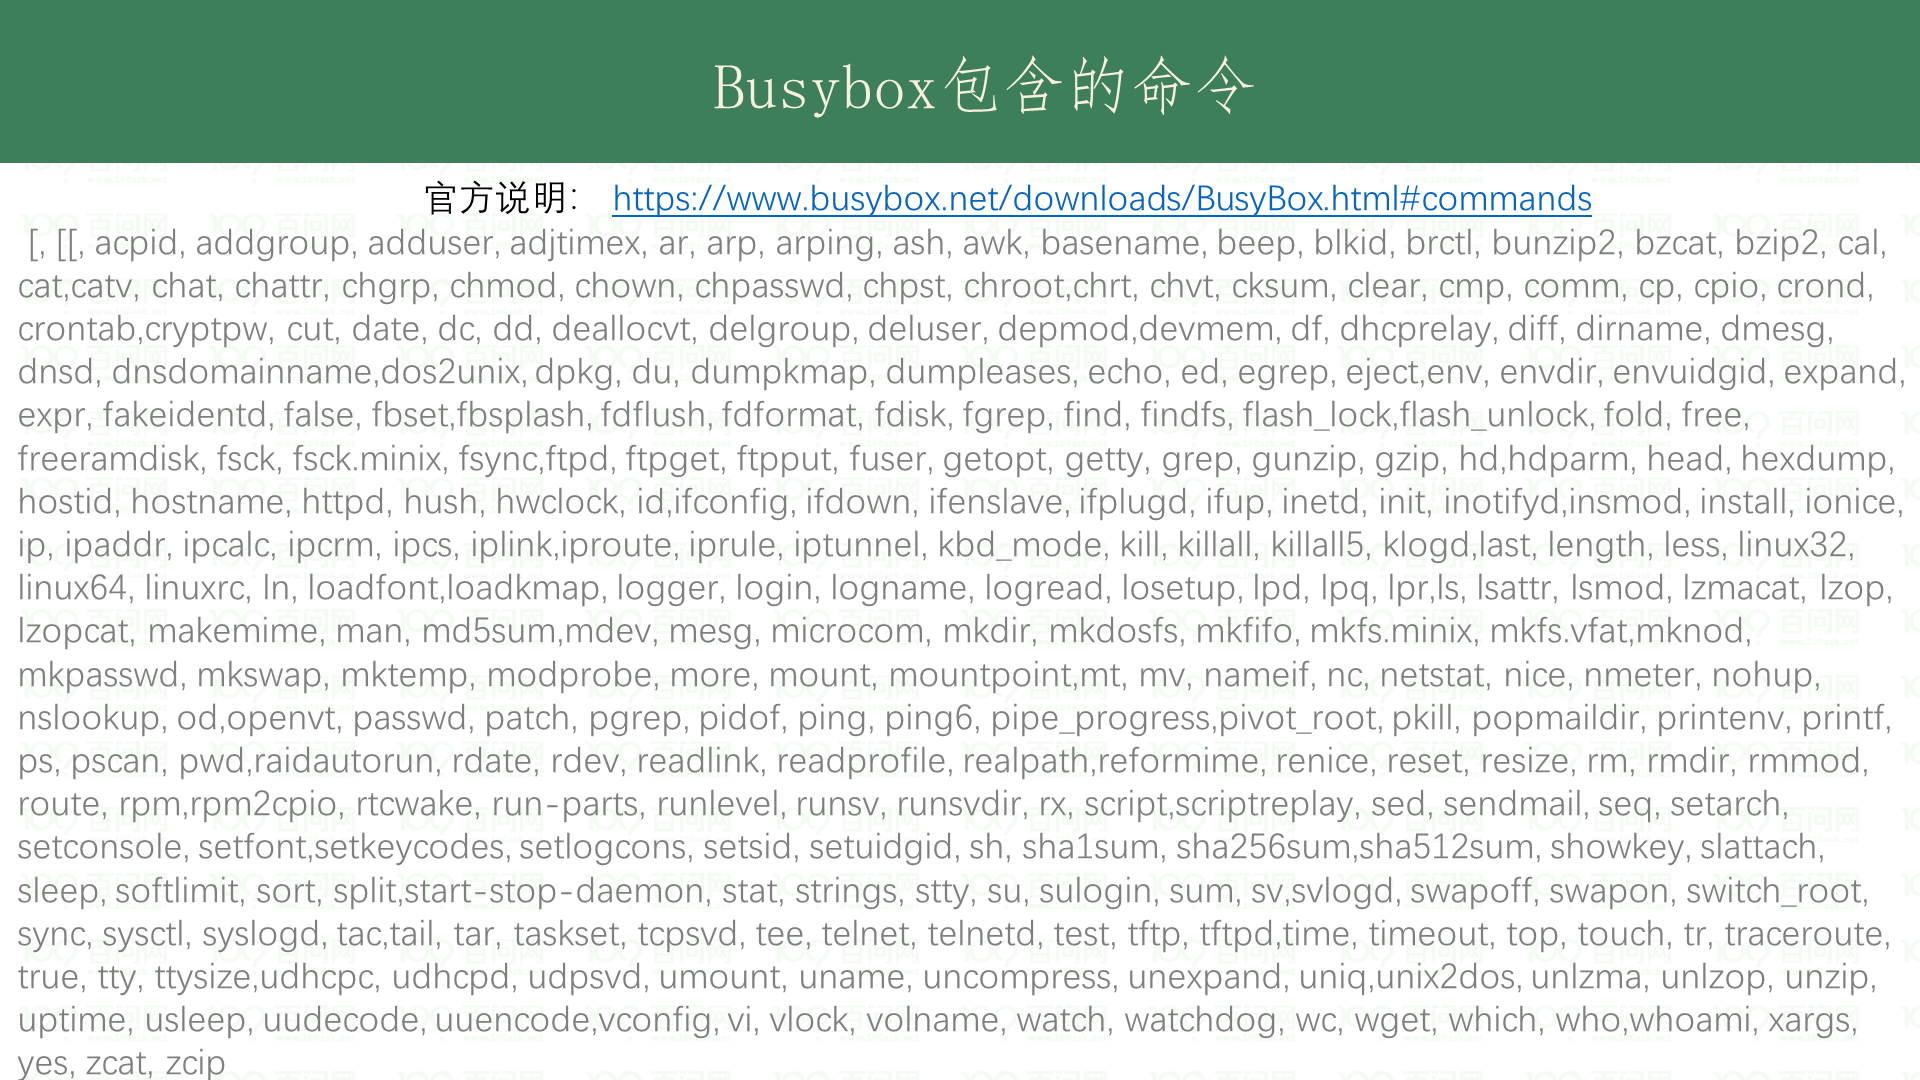 Busybox包含的命令
官方说明： https://www.busybox.net/downloads/BusyBox.html#commands
[, [[, acpid, addgroup, adduser, adjtimex, ar, arp, arping, ash, awk, basename, beep, blkid, brctl, bunzip2, bzcat, bzip2, cal,
cat,catv, chat, chattr, chgrp, chmod, chown, chpasswd, chpst, chroot,chrt, chvt, cksum, clear, cmp, comm, cp, cpio, crond,
crontab,cryptpw, cut, date, dc, dd, deallocvt, delgroup, deluser, depmod,devmem, df, dhcprelay, diff, dirname, dmesg,
dnsd, dnsdomainname,dos2unix, dpkg, du, dumpkmap, dumpleases, echo, ed, egrep, eject,env, envdir, envuidgid, expand,
expr, fakeidentd, false, fbset,fbsplash, fdflush, fdformat, fdisk, fgrep, find, findfs, flash_lock,flash_unlock, fold, free,
freeramdisk, fsck, fsck.minix, fsync,ftpd, ftpget, ftpput, fuser, getopt, getty, grep, gunzip, gzip, hd,hdparm, head, hexdump,
hostid, hostname, httpd, hush, hwclock, id,ifconfig, ifdown, ifenslave, ifplugd, ifup, inetd, init, inotifyd,insmod, install, ionice,
ip, ipaddr, ipcalc, ipcrm, ipcs, iplink,iproute, iprule, iptunnel, kbd_mode, kill, killall, killall5, klogd,last, length, less, linux32,
linux64, linuxrc, ln, loadfont,loadkmap, logger, login, logname, logread, losetup, lpd, lpq, lpr,ls, lsattr, lsmod, lzmacat, lzop,
lzopcat, makemime, man, md5sum,mdev, mesg, microcom, mkdir, mkdosfs, mkfifo, mkfs.minix, mkfs.vfat,mknod,
mkpasswd, mkswap, mktemp, modprobe, more, mount, mountpoint,mt, mv, nameif, nc, netstat, nice, nmeter, nohup,
nslookup, od,openvt, passwd, patch, pgrep, pidof, ping, ping6, pipe_progress,pivot_root, pkill, popmaildir, printenv, printf,
ps, pscan, pwd,raidautorun, rdate, rdev, readlink, readprofile, realpath,reformime, renice, reset, resize, rm, rmdir, rmmod,
route, rpm,rpm2cpio, rtcwake, run-parts, runlevel, runsv, runsvdir, rx, script,scriptreplay, sed, sendmail, seq, setarch,
setconsole, setfont,setkeycodes, setlogcons, setsid, setuidgid, sh, sha1sum, sha256sum,sha512sum, showkey, slattach,
sleep, softlimit, sort, split,start-stop-daemon, stat, strings, stty, su, sulogin, sum, sv,svlogd, swapoff, swapon, switch_root,
sync, sysctl, syslogd, tac,tail, tar, taskset, tcpsvd, tee, telnet, telnetd, test, tftp, tftpd,time, timeout, top, touch, tr, traceroute,
true, tty, ttysize,udhcpc, udhcpd, udpsvd, umount, uname, uncompress, unexpand, uniq,unix2dos, unlzma, unlzop, unzip,
uptime, usleep, uudecode, uuencode,vconfig, vi, vlock, volname, watch, watchdog, wc, wget, which, who,whoami, xargs,
yes, zcat, zcip